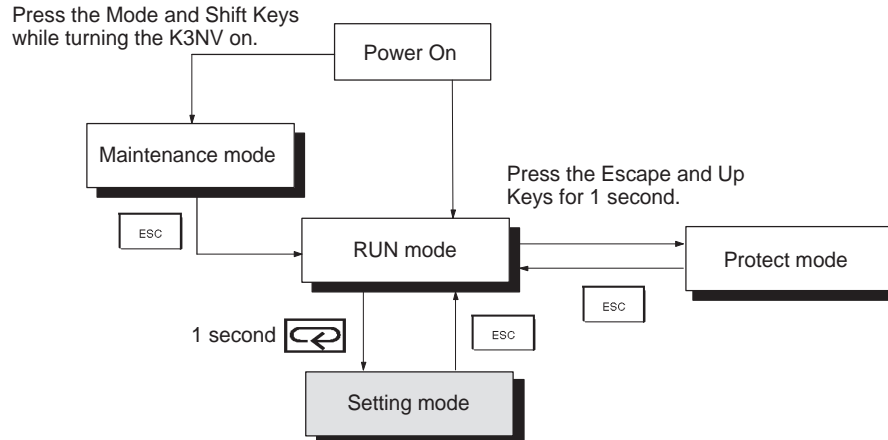 Press the Mode and Shift Keys
while turning the K3NV on.
Power On
Maintenance mode
Press the Escape and Up
Keys for 1 second.
ESC
RUN mode
Protect mode
ESC
1 second
ESC
Setting mode